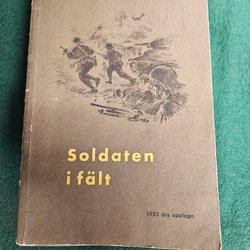 Soldaten
i fält
1953 års upplaga